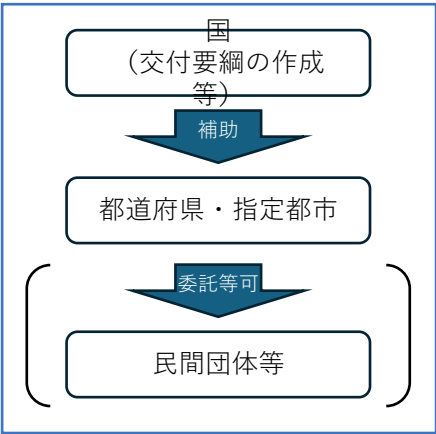 国
（交付要綱の作成
等）
補助
都道府県・指定都市
委託等可
民間団体等